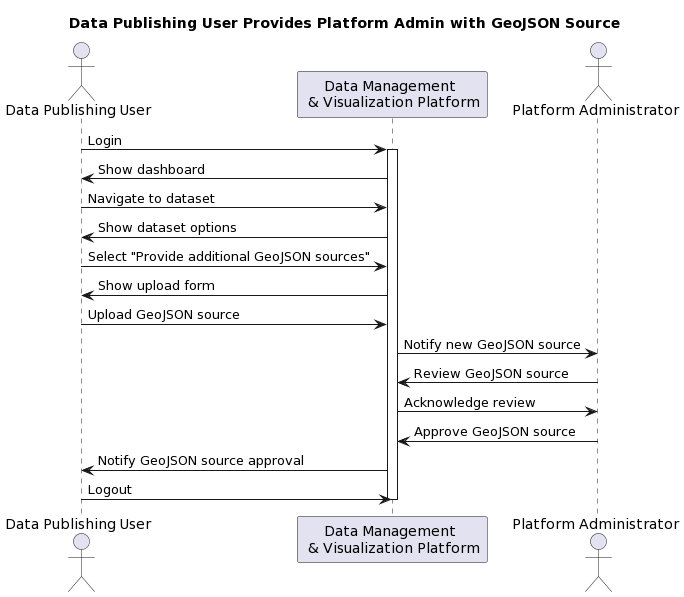 Data Publishing User Provides Platform Admin with GeoJSON Source
Data Publishing User
Data Management
& Visualization Platform
Platform Administrator
Login
Show dashboard
Navigate to dataset
Show dataset options
Select "Provide additional GeoJSON sources"
Show upload form
Upload GeoJSON source
Notify new GeoJSON source
Review GeoJSON source
Acknowledge review
Approve GeoJSON source
Notify GeoJSON source approval
Logout
Data Publishing User
Data Management
& Visualization Platform
Platform Administrator